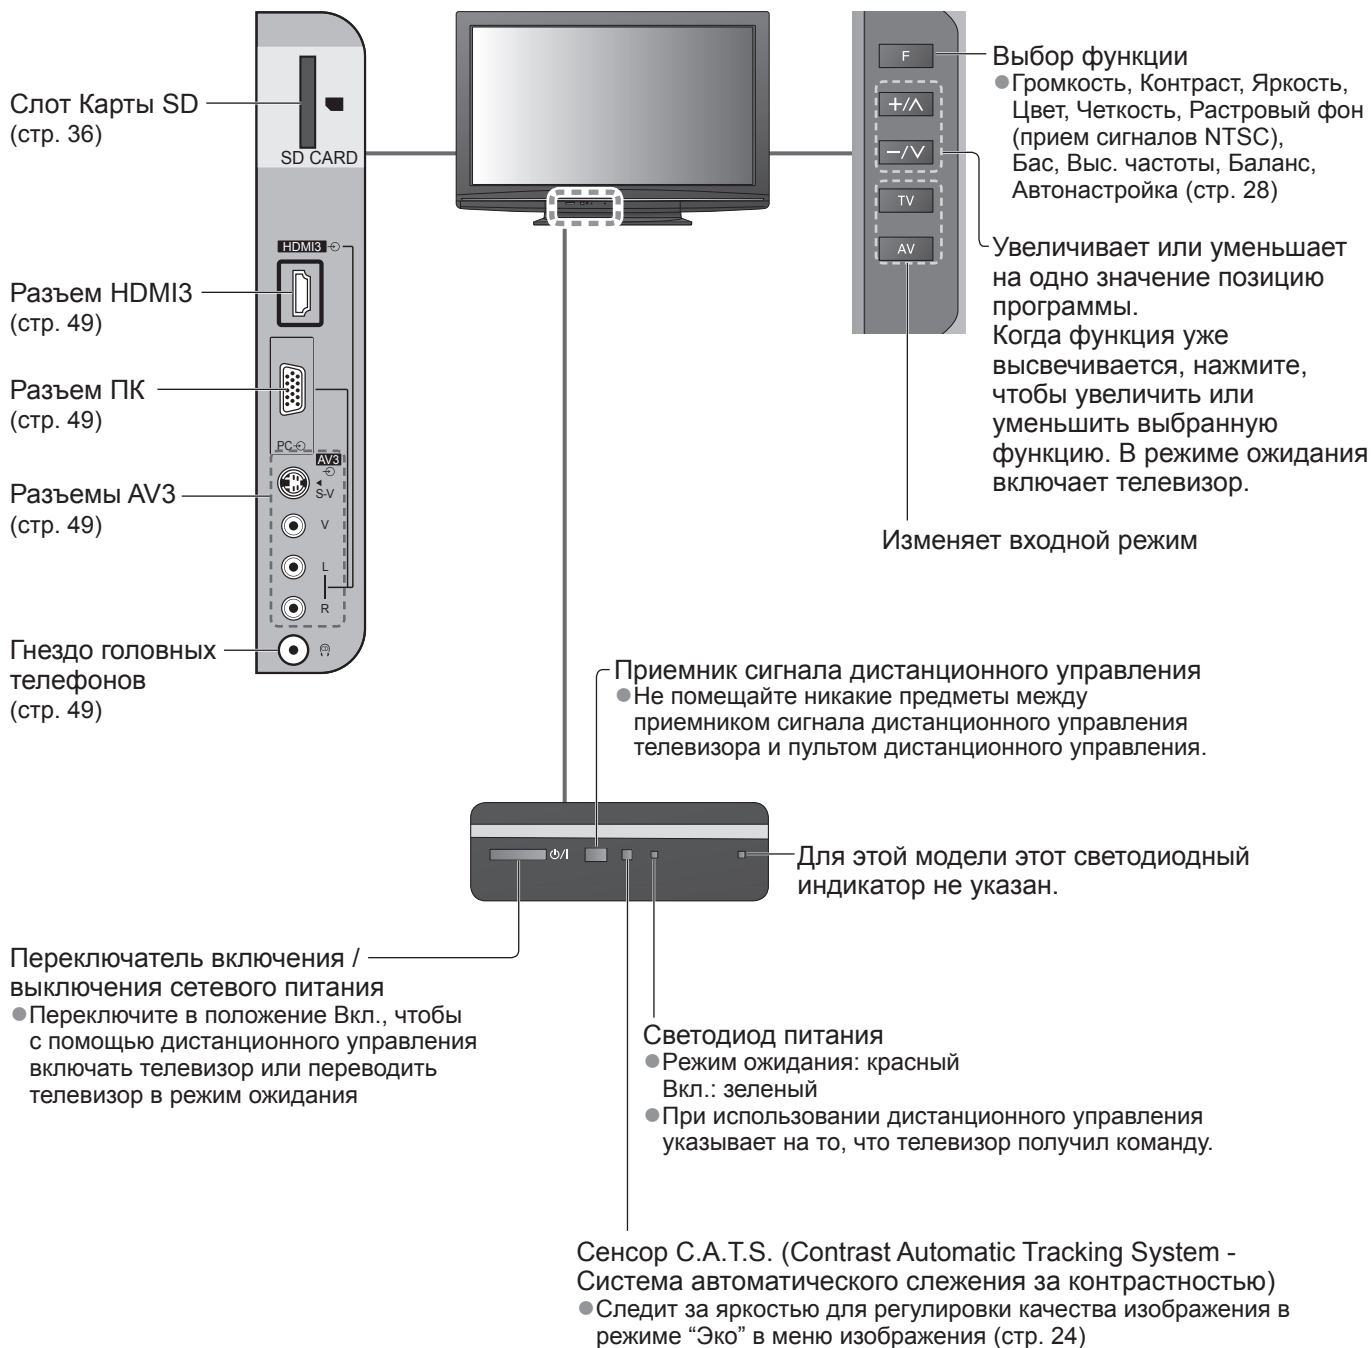 Слот Карты SD
(стр. 36)
SD CARD
HDMI3
Разъем HDMI3
(стр. 49)
Разъем ПК
(стр. 49)
PC
AV3
S-V
Разъемы AV3
(стр. 49)
V
L
R
Гнездо головных
телефонов
(стр. 49)
F
+/∧
−/∨
TV
AV
Выбор функции
●Громкость, Контраст, Яркость,
Цвет, Четкость, Растровый фон
(прием сигналов NTSC),
Бас, Выс. частоты, Баланс,
Автонастройка (стр. 28)
Увеличивает или уменьшает
на одно значение позицию
программы.
Когда функция уже
высвечивается, нажмите,
чтобы увеличить или
уменьшить выбранную
функцию. В режиме ожидания
включает телевизор.
Изменяет входной режим
Приемник сигнала дистанционного управления
●Не помещайте никакие предметы между
приемником сигнала дистанционного управления
телевизора и пультом дистанционного управления.
⏻/I
Для этой модели этот светодиодный
индикатор не указан.
Переключатель включения /
выключения сетевого питания
●Переключите в положение Вкл., чтобы
с помощью дистанционного управления
включать телевизор или переводить
телевизор в режим ожидания
Светодиод питания
●Режим ожидания: красный
Вкл.: зеленый
●При использовании дистанционного управления
указывает на то, что телевизор получил команду.
Сенсор C.A.T.S. (Contrast Automatic Tracking System -
Система автоматического слежения за контрастностью)
●Следит за яркостью для регулировки качества изображения в
режиме “Эко” в меню изображения (стр. 24)